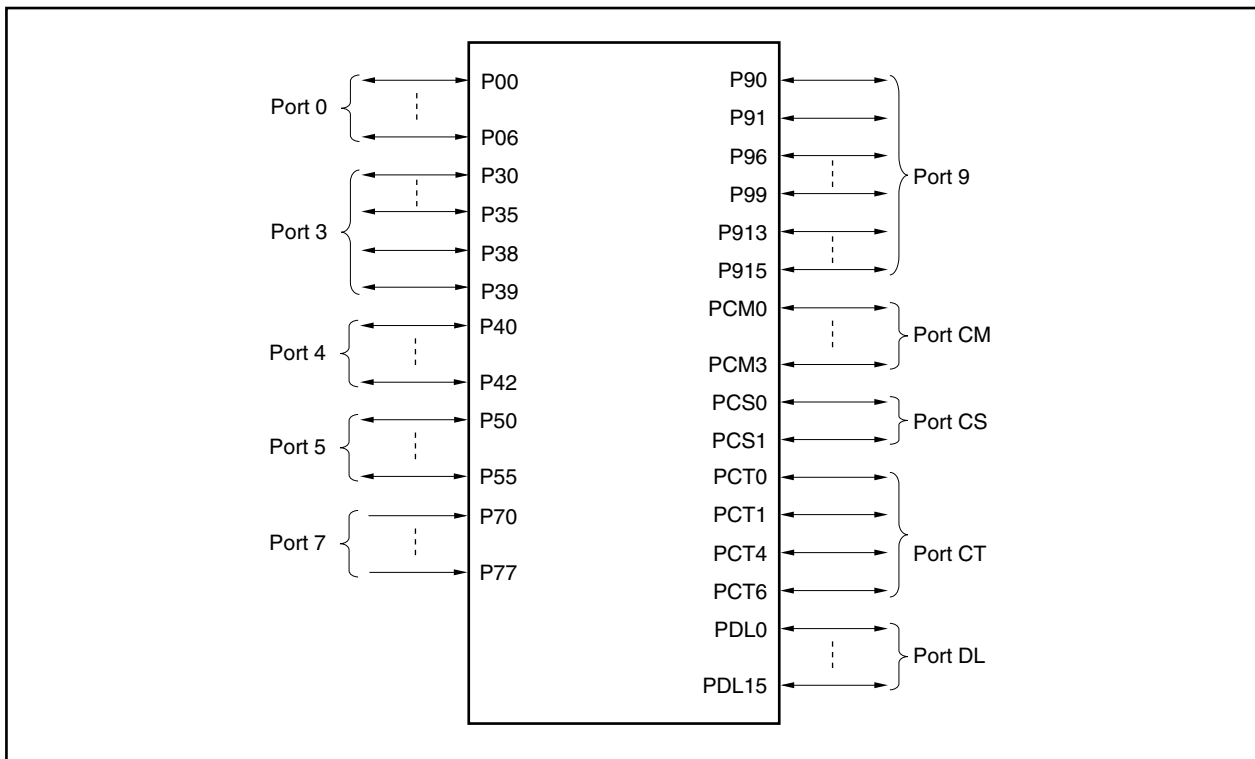 Port 0
P00
P06
Port 3
P30
P35
P38
P39
Port 4
P40
P42
Port 5
P50
P55
Port 7
P70
P77
P90
P91
P96
P99
P913
P915
Port 9
PCM0
PCM3
Port CM
PCS0
PCS1
Port CS
PCT0
PCT1
PCT4
PCT6
Port CT
PDL0
PDL15
Port DL